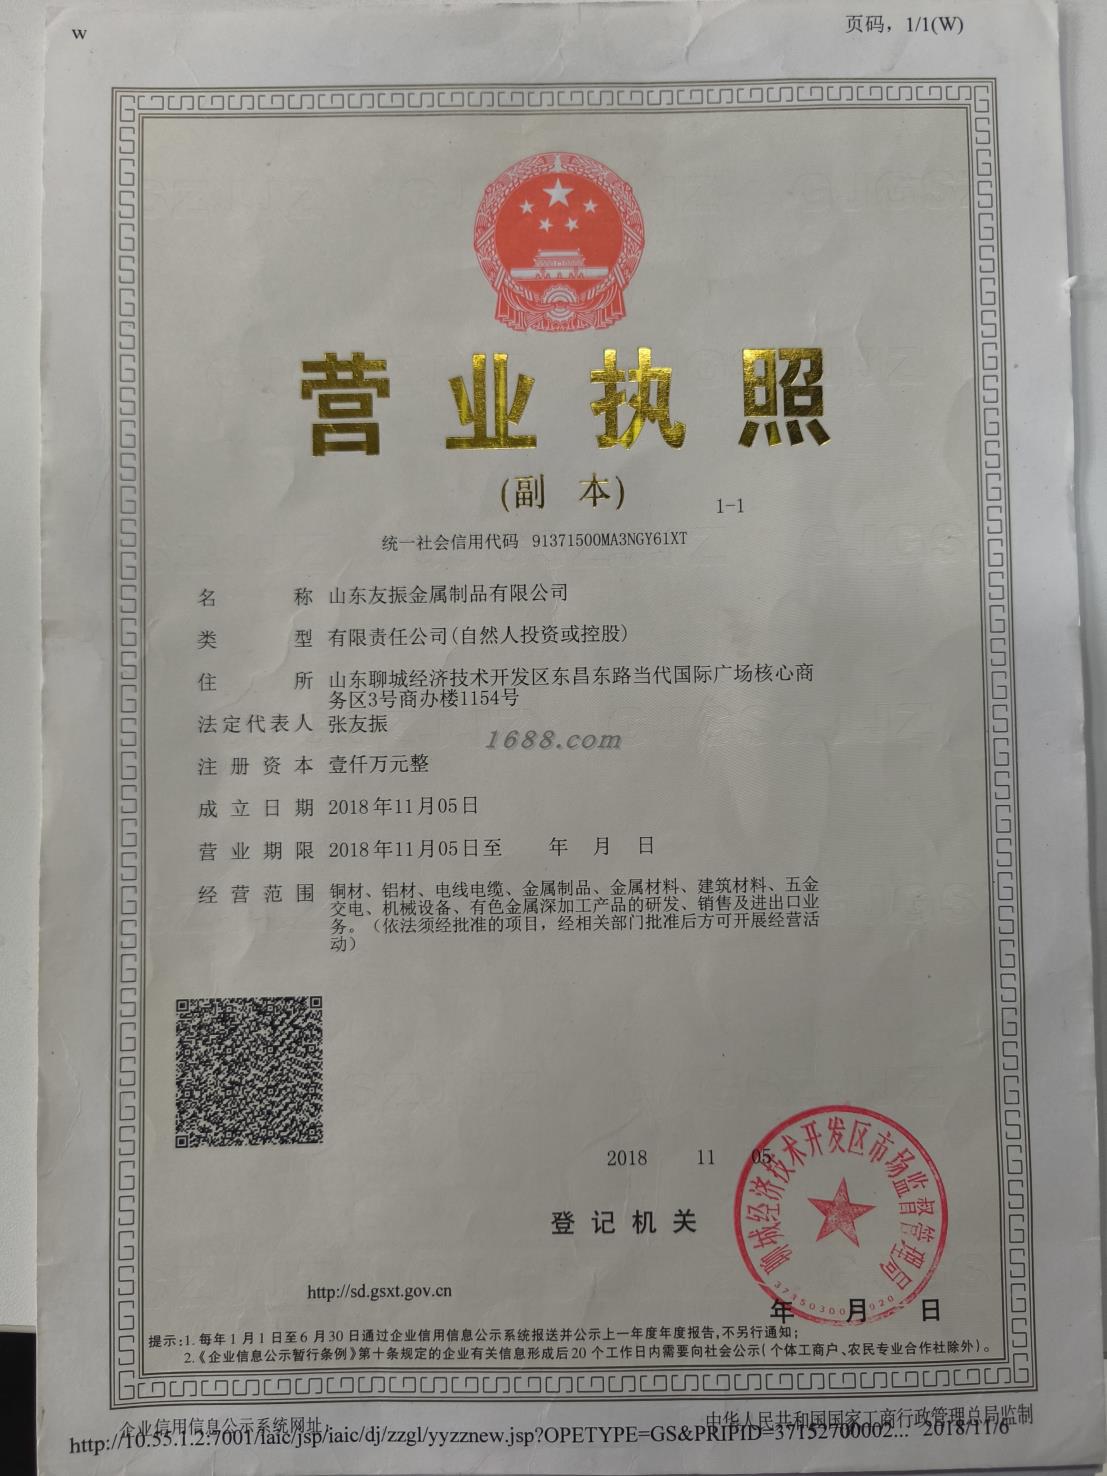 w
页码，1/1(W)
营业执照
(副 本)
1-1
统一社会信用代码 91371500MA3NGY61XT
名 称 山东友振金属制品有限公司
类 型 有限责任公司(自然人投资或控股)
住 所 山东聊城经济技术开发区东昌东路当代国际广场核心商
务区3号商办楼1154号
法定代表人 张友振
1688.com
注册资本 壹仟万元整
成立日期 2018年11月05日
营业期限 2018年11月05日至 年 月 日
经营范围 铜材、铝材、电线电缆、金属制品、金属材料、建筑材料、五金
交电、机械设备、有色金属深加工产品的研发、销售及进出口业
务。（依法须经批准的项目，经相关部门批准后方可开展经营活
动）
2018 11 05
聊城经济技术开发区市场监督管理局
登记机关
http://sd.gsxt.gov.cn
年 月 日
提示:1.每年1月1日至6月30日通过企业信用信息公示系统报送并公示上一年度年度报告,不另行通知;
2.《企业信息公示暂行条例》第十条规定的企业有关信息形成后20个工作日内需要向社会公示(个体工商户、农民专业合作社除外)。
企业信用信息公示系统网址:
中华人民共和国国家工商行政管理总局监制
http://10.55.1.2:7001/iaic/jsp/iaic/dj/zzgl/yyzznew.jsp?OPETYPE=GS&PRIPID=37152700002... 2018/11/6